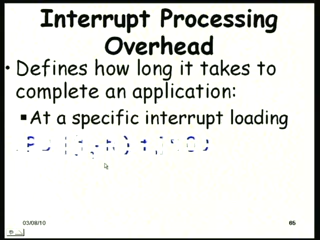 Interrupt Processing
Overhead
• Defines how long it takes to
complete an application:
▪ At a specific interrupt loading
03/08/10
65